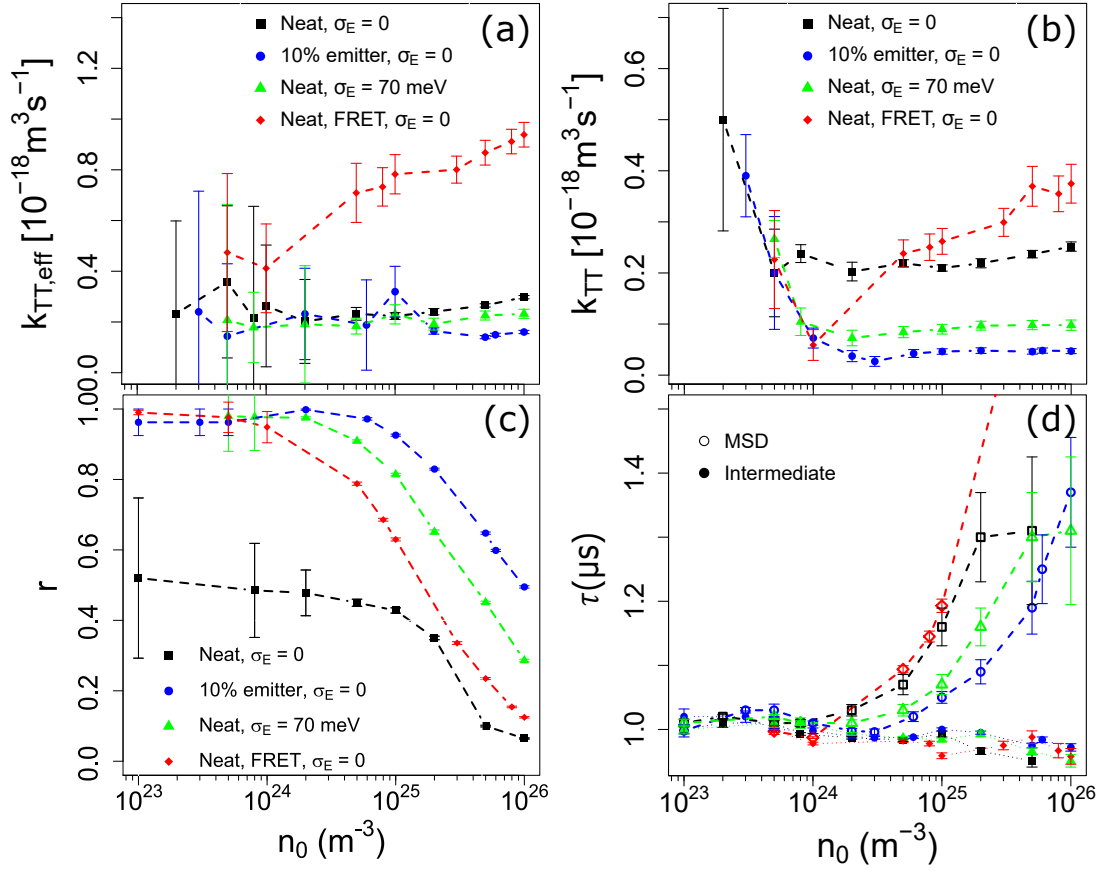 (a)
Neat, σE = 0
10% emitter, σE = 0
Neat, σE = 70 meV
Neat, FRET, σE = 0
kTT,eff [10⁻¹⁸m³s⁻¹]
1.2
0.8
0.4
0.0
(b)
Neat, σE = 0
10% emitter, σE = 0
Neat, σE = 70 meV
Neat, FRET, σE = 0
kTT [10⁻¹⁸m³s⁻¹]
0.6
0.4
0.2
0.0
(c)
r
1.0
0.8
0.6
0.4
0.2
0.0
Neat, σE = 0
10% emitter, σE = 0
Neat, σE = 70 meV
Neat, FRET, σE = 0
10²³ 10²⁴ 10²⁵ 10²⁶
n₀ (m⁻³)
(d)
MSD
Intermediate
τ(μs)
1.4
1.2
1.0
10²³ 10²⁴ 10²⁵ 10²⁶
n₀ (m⁻³)